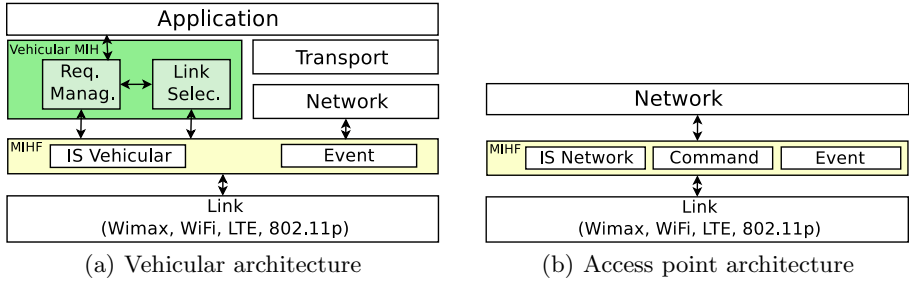 Application
Vehicular MIH
Req.
Manag.
Link
Selec.
Transport
Network
MIHF
IS Vehicular
Event
Link
(Wimax, WiFi, LTE, 802.11p)
(a) Vehicular architecture
Network
MIHF
IS Network
Command
Event
Link
(Wimax, WiFi, LTE, 802.11p)
(b) Access point architecture